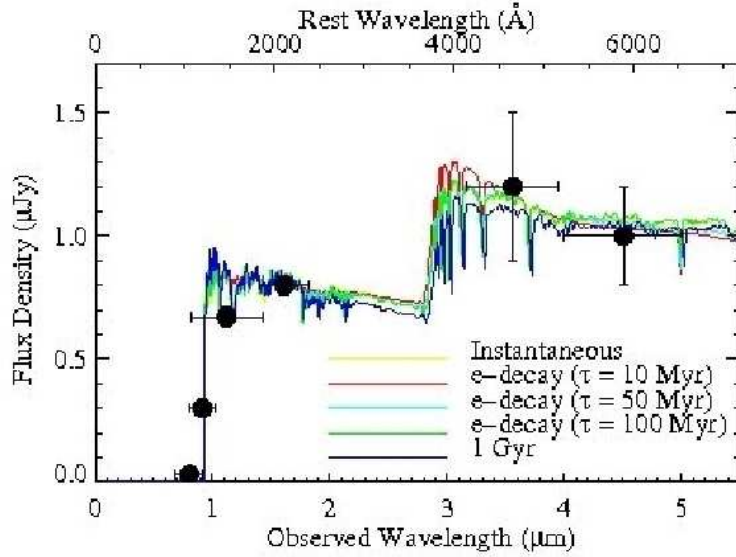 Rest Wavelength (Å)
0 2000 4000 6000
1.5
1.0
0.5
0.0
Flux Density (μJy)
Instantaneous
e-decay (τ = 10 Myr)
e-decay (τ = 50 Myr)
e-decay (τ = 100 Myr)
1 Gyr
0 1 2 3 4 5
Observed Wavelength (μm)